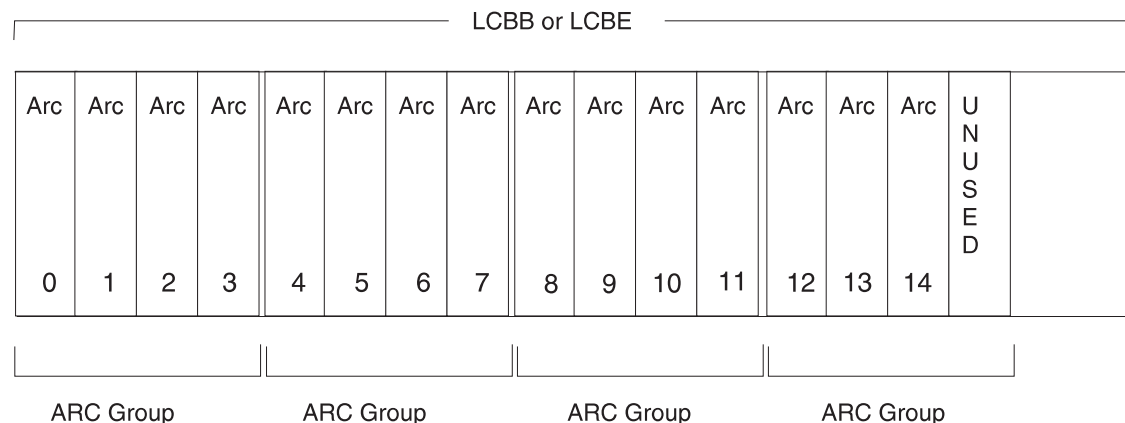 LCBB or LCBE
Arc Arc Arc Arc Arc Arc Arc Arc Arc Arc Arc Arc Arc Arc Arc UNUSED
0 1 2 3 4 5 6 7 8 9 10 11 12 13 14
ARC Group ARC Group ARC Group ARC Group